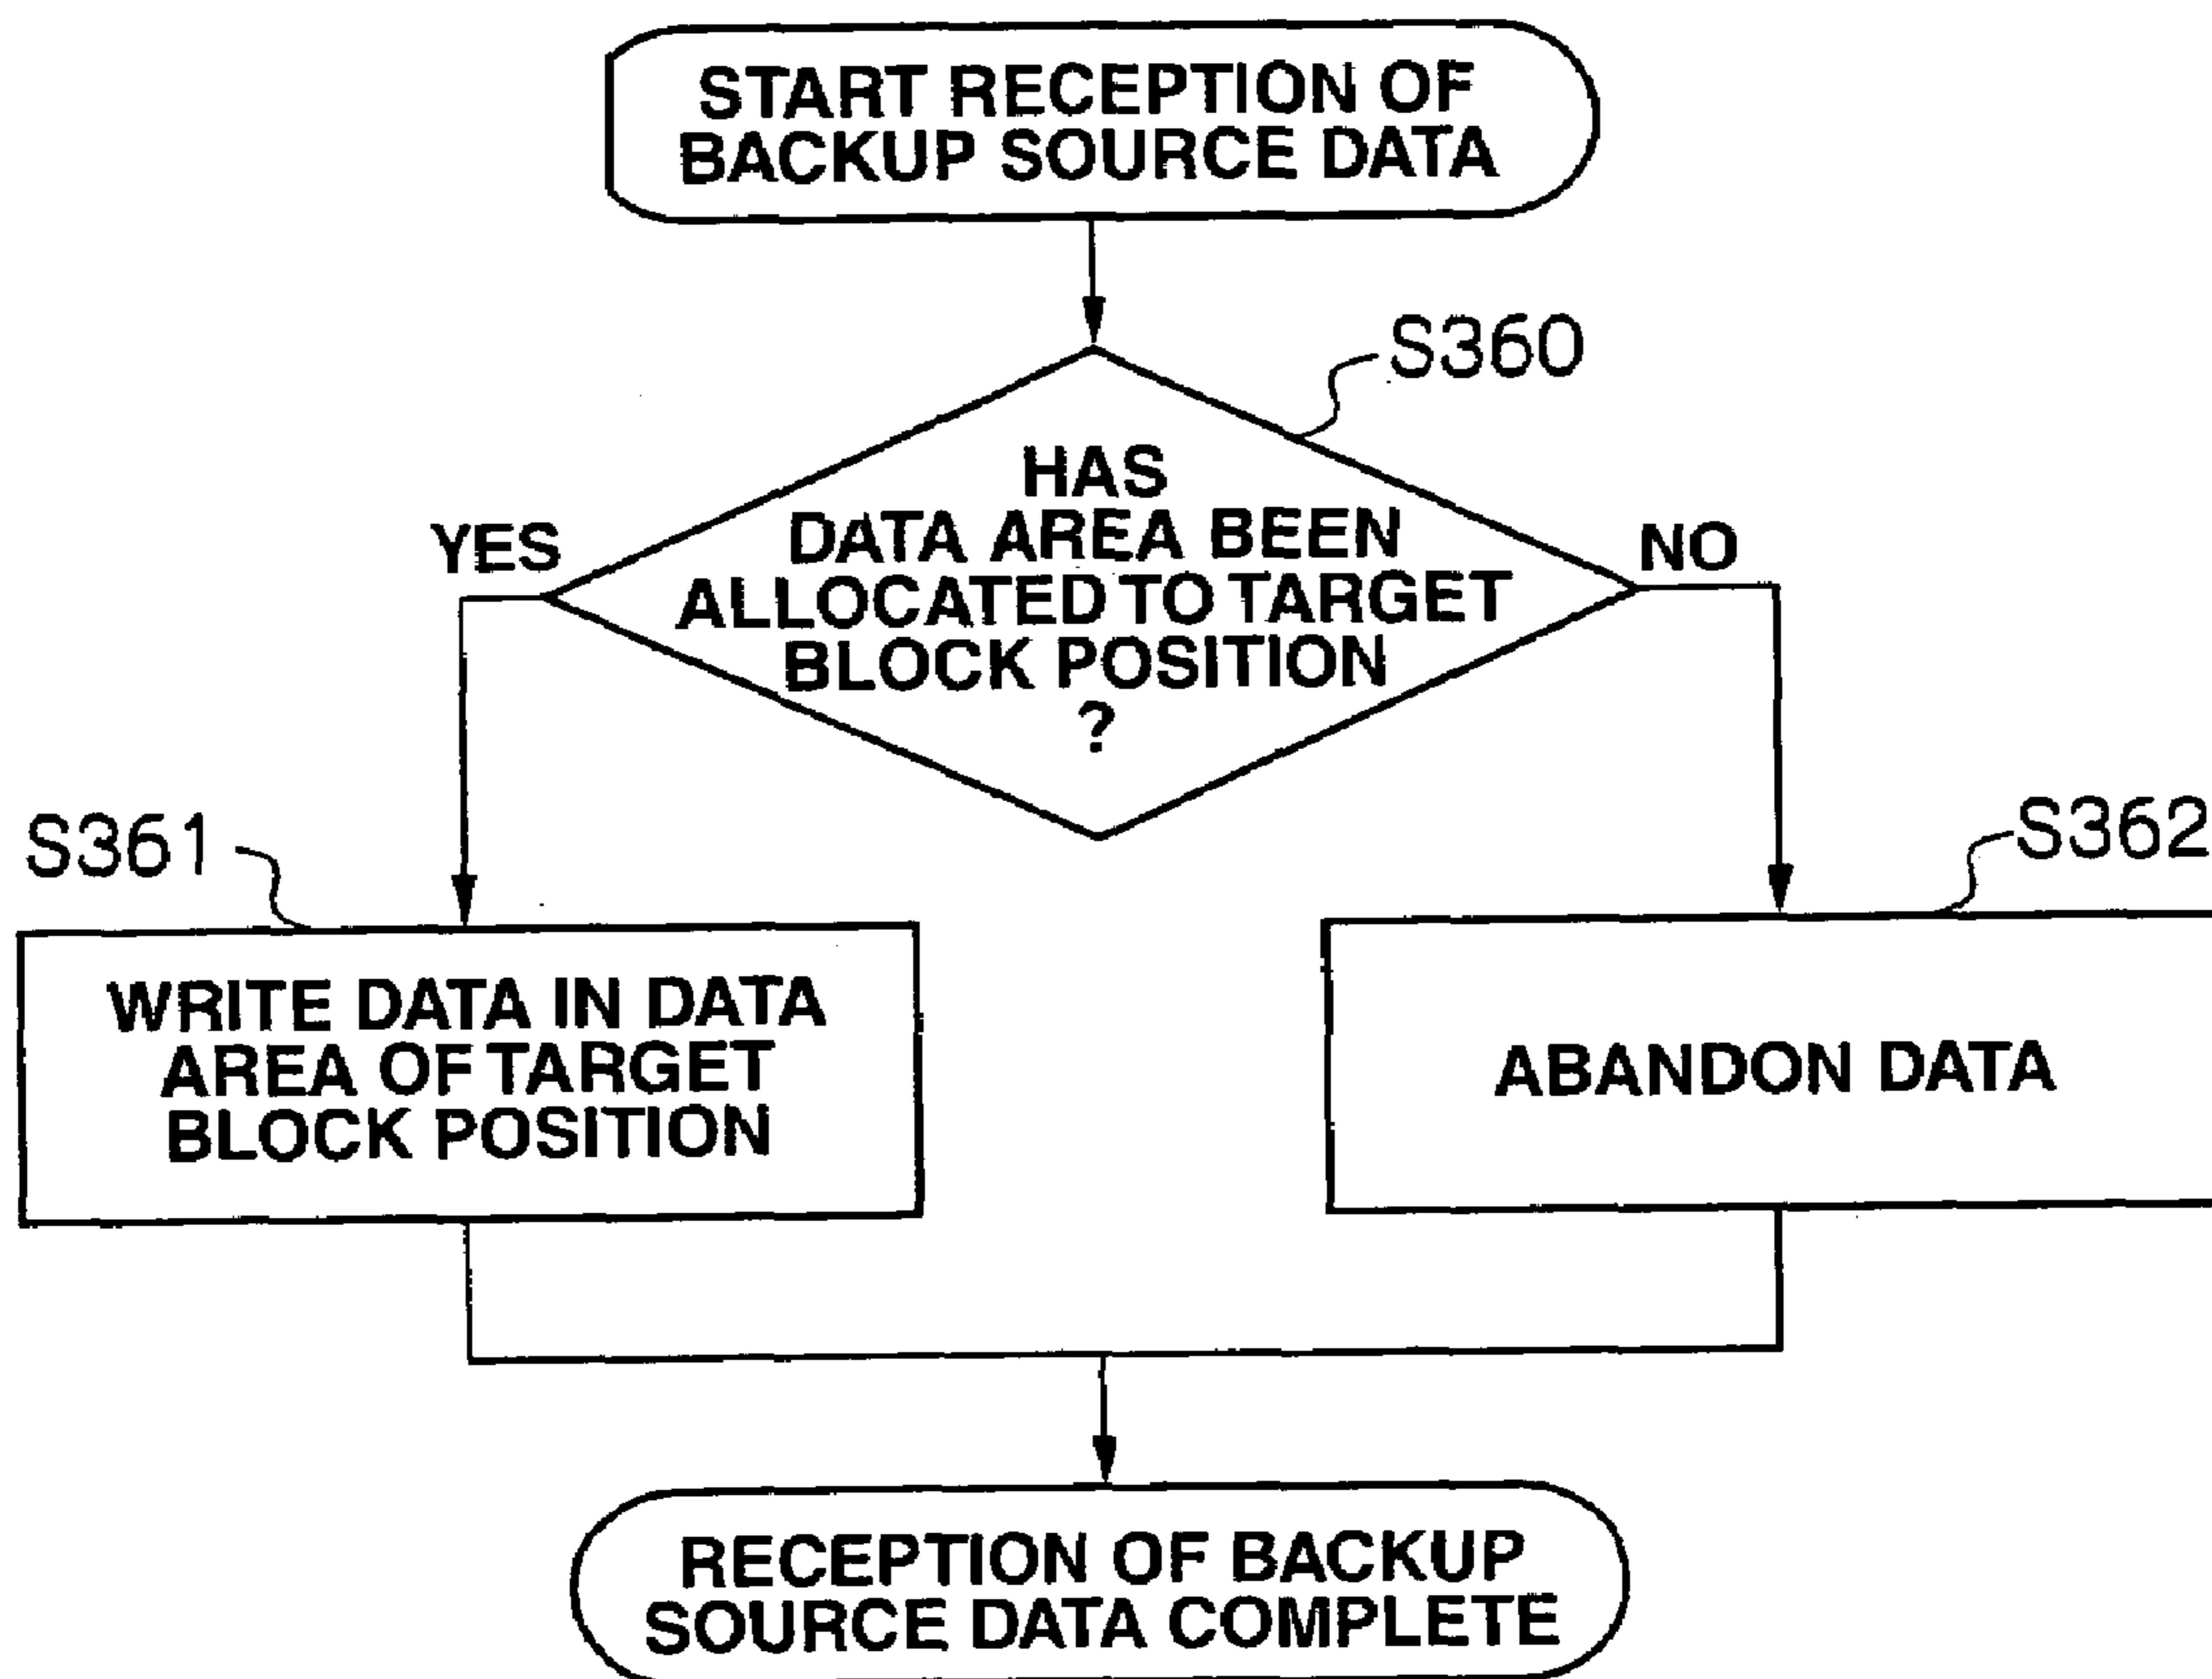 START RECEPTION OF
BACKUP SOURCE DATA
S360
HAS
DATA AREA BEEN
ALLOCATED TO TARGET
BLOCK POSITION
?
YES
NO
S361
S362
WRITE DATA IN DATA
AREA OF TARGET
BLOCK POSITION
ABANDON DATA
RECEPTION OF BACKUP
SOURCE DATA COMPLETE